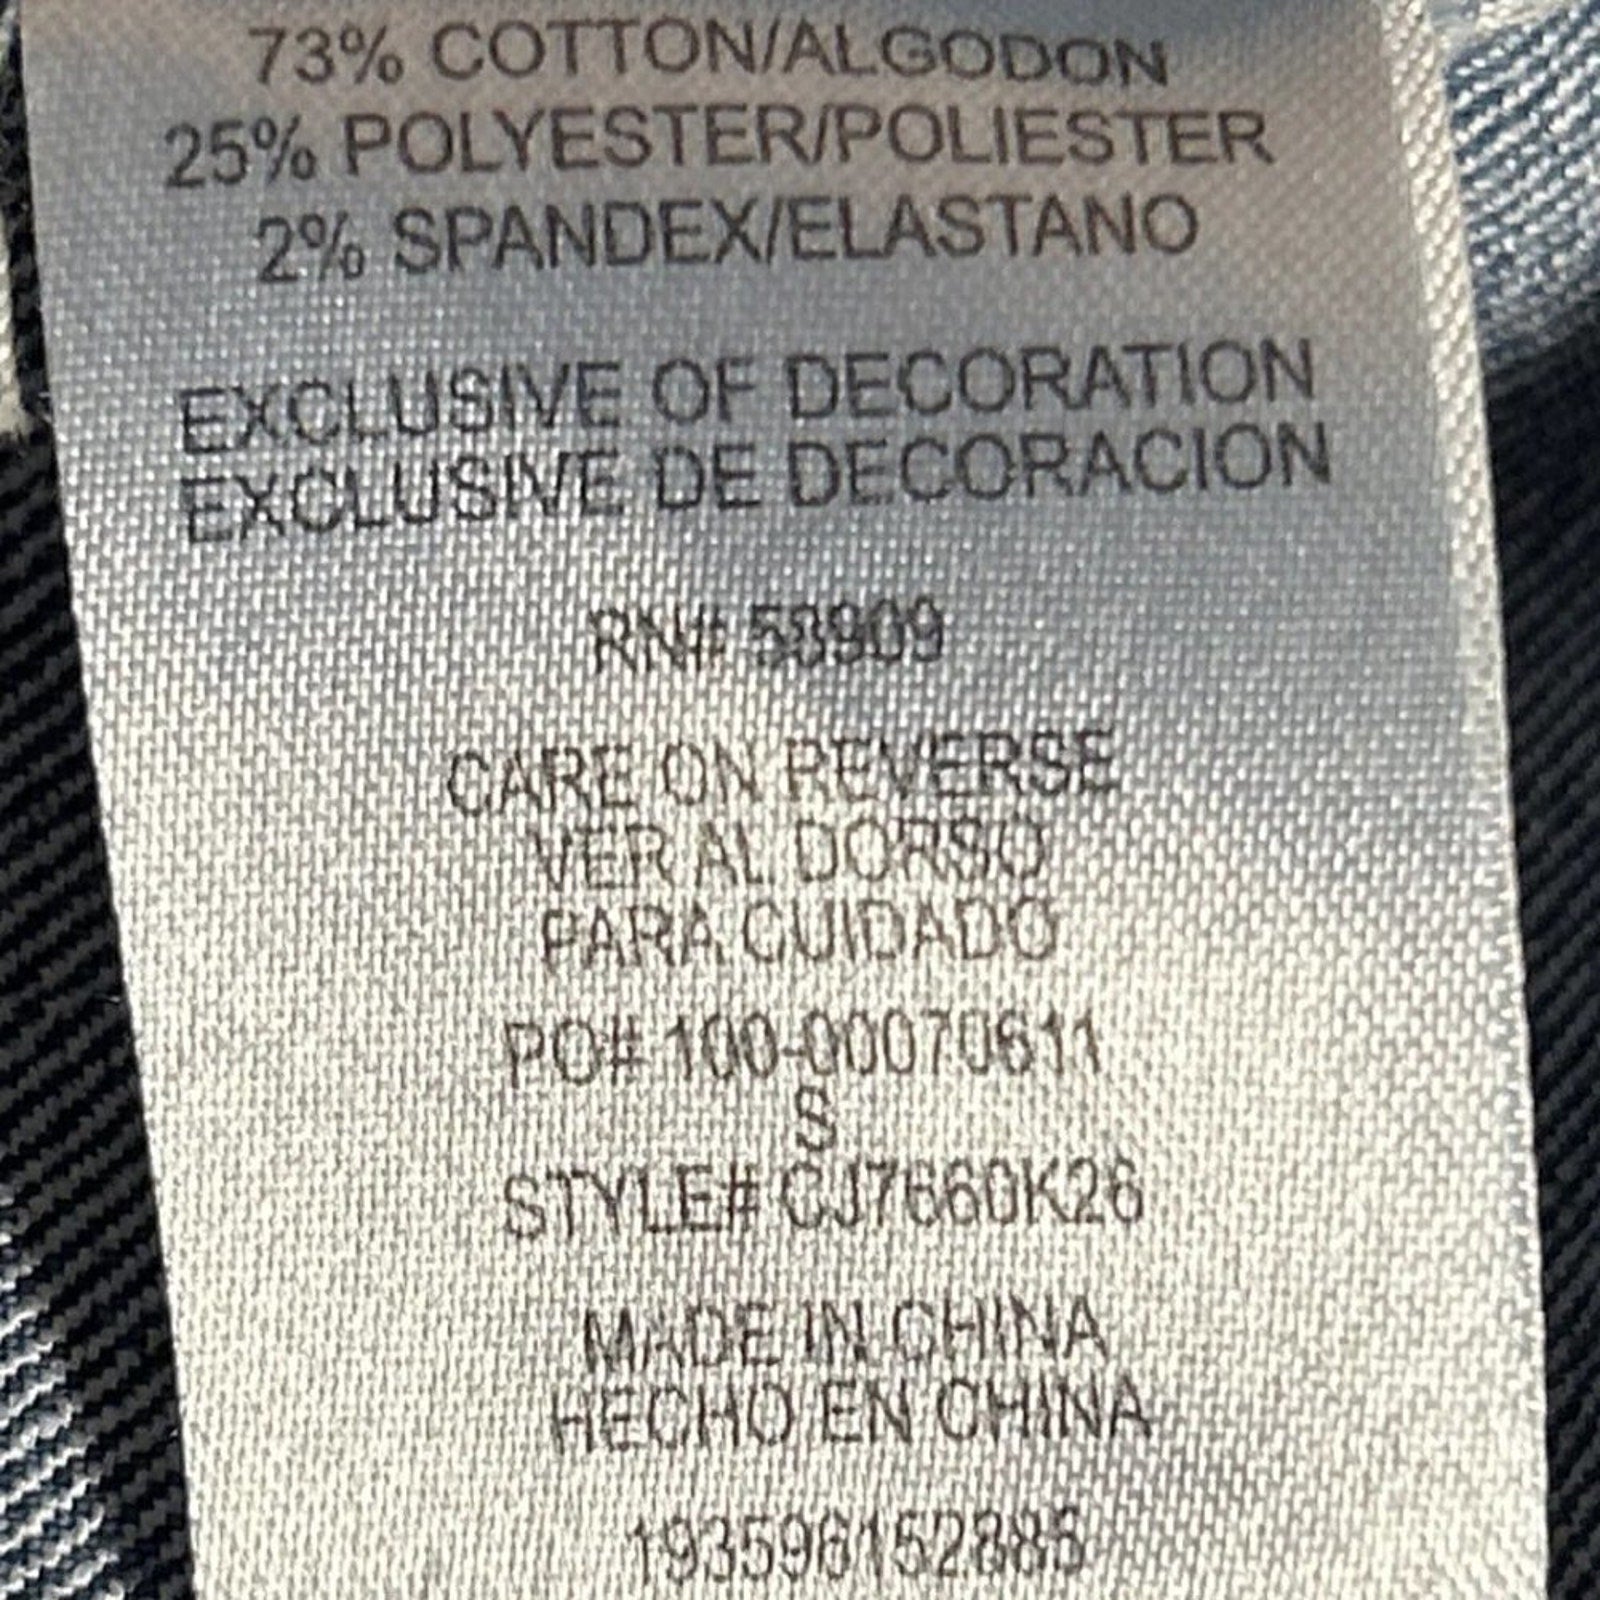 73% COTTON/ALGODON
25% POLYESTER/POLIESTER
2% SPANDEX/ELASTANO
EXCLUSIVE OF DECORATION
EXCLUSIVE DE DECORACION
RN# 58909
CARE ON REVERSE
VER AL DORSO
PARA CUIDADO
PO# 100-00070611
S
STYLE# CJ7660K26
MADE IN CHINA
HECHO EN CHINA
193596152885